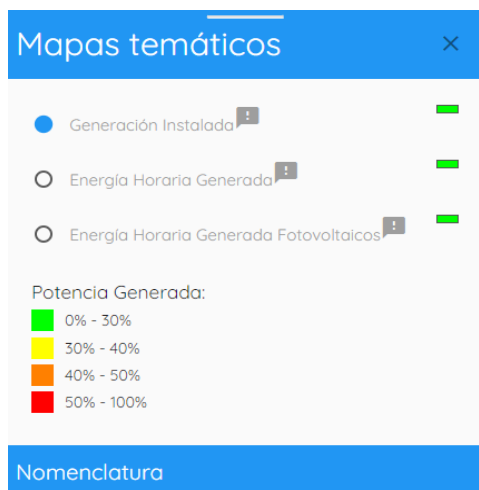 Mapas temáticos
Generación Instalada
Energía Horaria Generada
Energía Horaria Generada Fotovoltaicos
Potencia Generada:
0% - 30%
30% - 40%
40% - 50%
50% - 100%
Nomenclatura